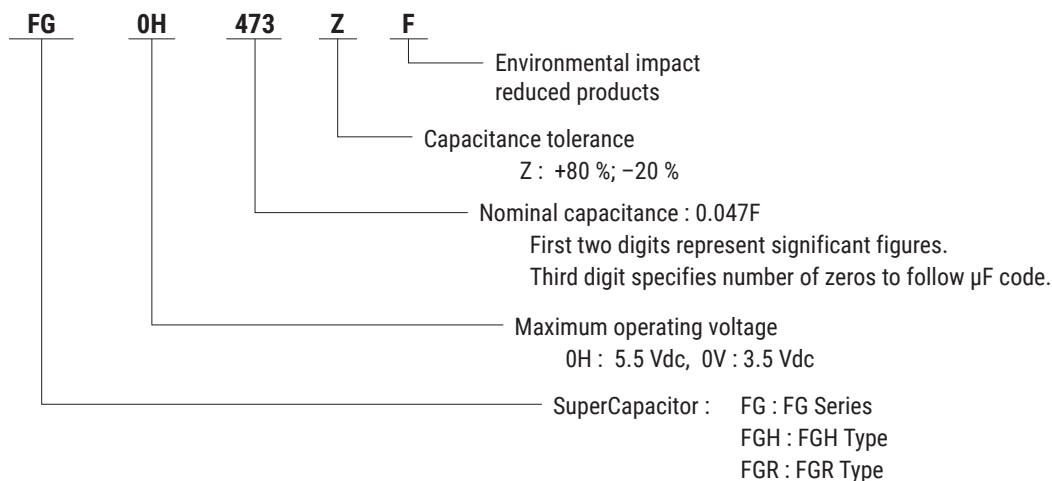 FG 0H 473 Z F
Environmental impact
reduced products
Capacitance tolerance
Z : +80 %; –20 %
Nominal capacitance : 0.047F
First two digits represent significant figures.
Third digit specifies number of zeros to follow µF code.
Maximum operating voltage
0H : 5.5 Vdc, 0V : 3.5 Vdc
SuperCapacitor : FG : FG Series
FGH : FGH Type
FGR : FGR Type